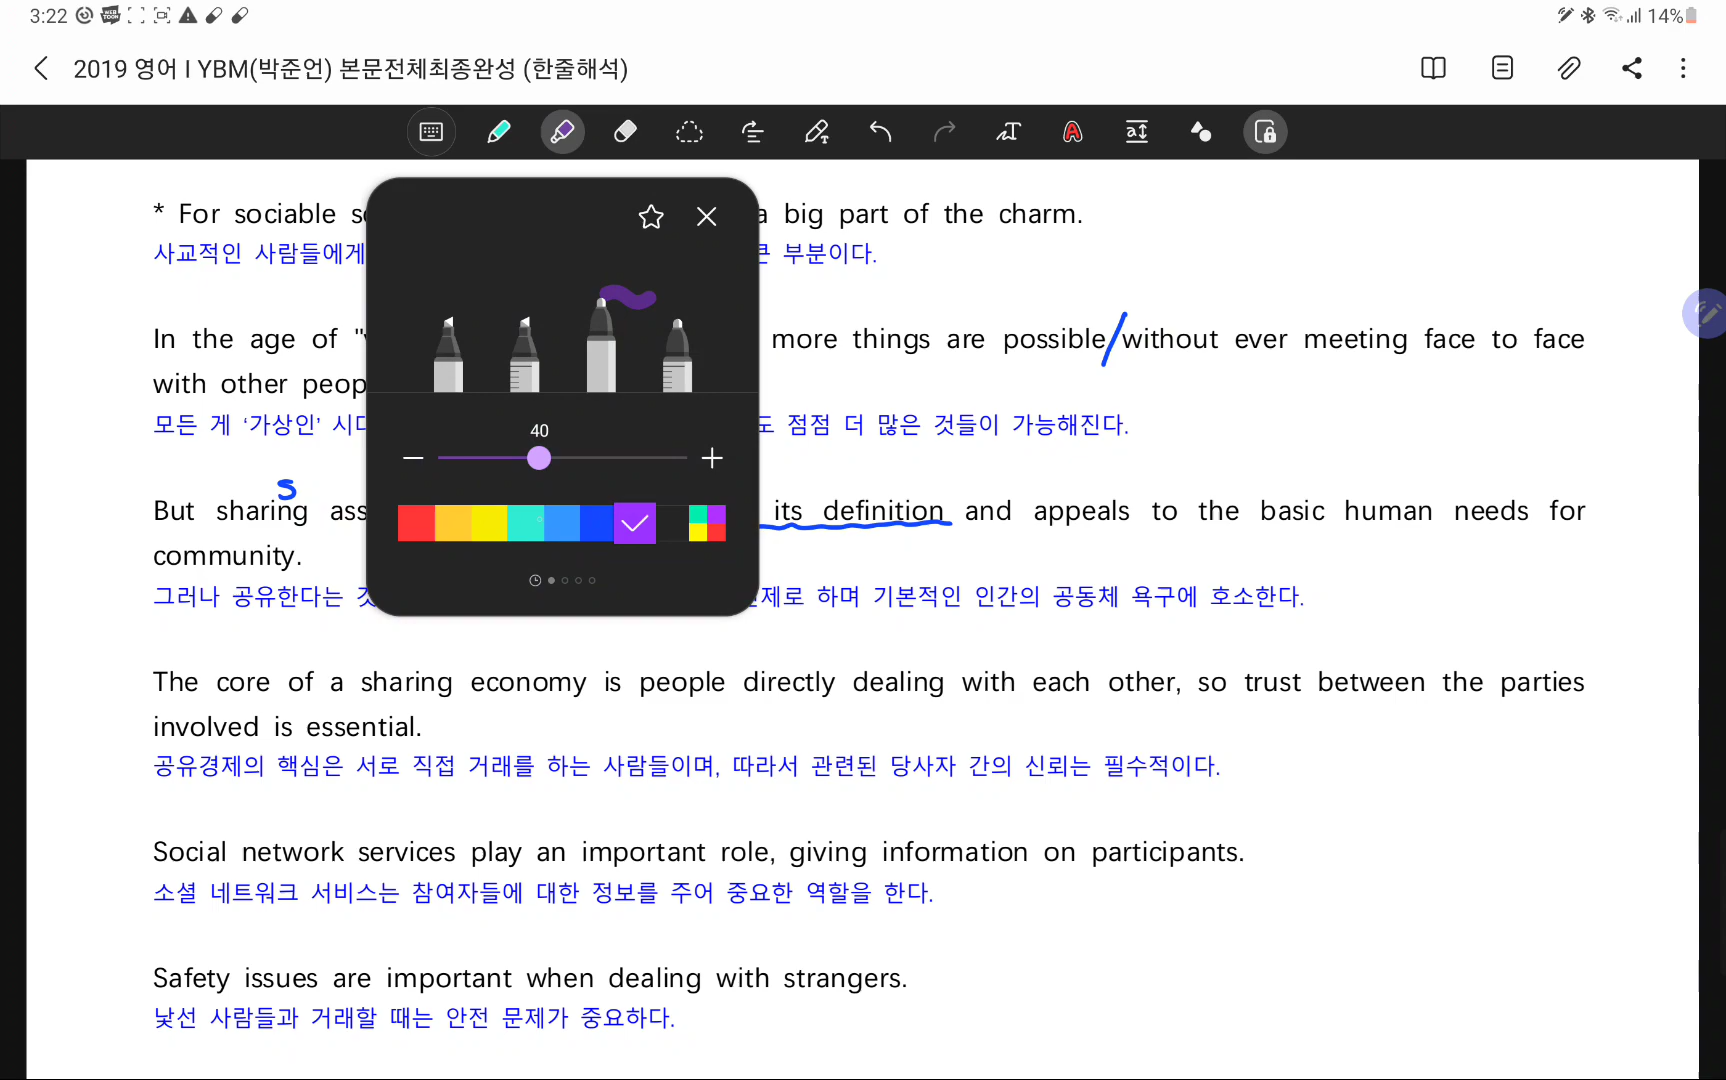 3:22 14%
2019 영어 I YBM(박준언) 본문전체최종완성 (한줄해석)
* For sociable a big part of the charm.
사교적인 사람들에게 부분이다.
In the age of " more things are possible/without ever meeting face to face
with other
모든 게 ‘가상인’ 점점 더 많은 것들이 가능해진다.
40
S
But sharing its definition and appeals to the basic human needs for
community.
그러나 공유한다는 하며 기본적인 인간의 공동체 욕구에 호소한다.
The core of a sharing economy is people directly dealing with each other, so trust between the parties
involved is essential.
공유경제의 핵심은 서로 직접 거래를 하는 사람들이며, 따라서 관련된 당사자 간의 신뢰는 필수적이다.
Social network services play an important role, giving information on participants.
소셜 네트워크 서비스는 참여자들에 대한 정보를 주어 중요한 역할을 한다.
Safety issues are important when dealing with strangers.
낯선 사람들과 거래할 때는 안전 문제가 중요하다.